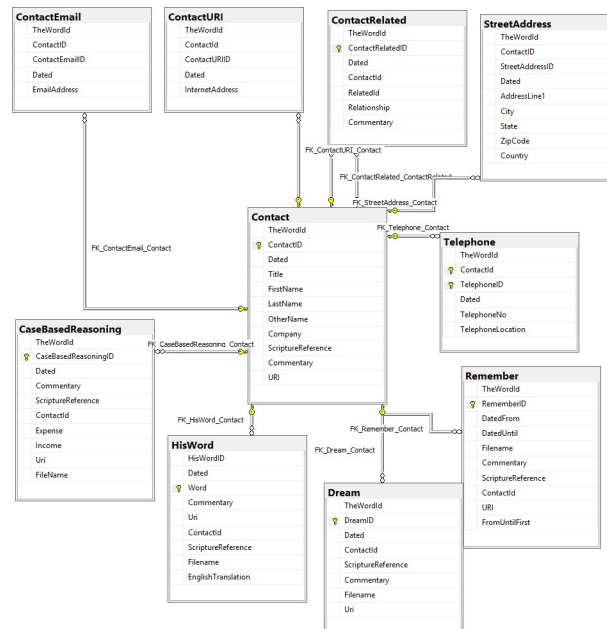 ContactEmail
TheWordId
ContactID
ContactEmailID
Dated
EmailAddress
ContactURI
TheWordId
ContactId
ContactURIID
Dated
InternetAddress
ContactRelated
TheWordId
ContactRelatedID
Dated
ContactId
RelatedId
Relationship
Commentary
StreetAddress
TheWordId
ContactID
StreetAddressID
Dated
AddressLine1
City
State
ZipCode
Country
FK_ContactURI_Contact
FK_ContactRelated_ContactRelated
FK_StreetAddress_Contact
FK_Telephone_Contact
FK_ContactEmail_Contact
Contact
TheWordId
ContactID
Dated
Title
FirstName
LastName
OtherName
Company
ScriptureReference
Commentary
URI
Telephone
TheWordId
ContactId
TelephoneID
Dated
TelephoneNo
TelephoneLocation
CaseBasedReasoning
TheWordId
CaseBasedReasoningID
Dated
Commentary
ScriptureReference
ContactId
Expense
Income
Uri
FileName
FK_CaseBasedReasoning_Contact
Remember
TheWordId
RememberID
DatedFrom
DatedUntil
Filename
Commentary
ScriptureReference
ContactId
URI
FromUntilFirst
FK_HisWord_Contact
FK_Remember_Contact
FK_Dream_Contact
HisWord
HisWordID
Dated
Word
Commentary
Uri
ContactId
ScriptureReference
Filename
EnglishTranslation
Dream
TheWordId
DreamID
Dated
ContactId
ScriptureReference
Commentary
Filename
Uri